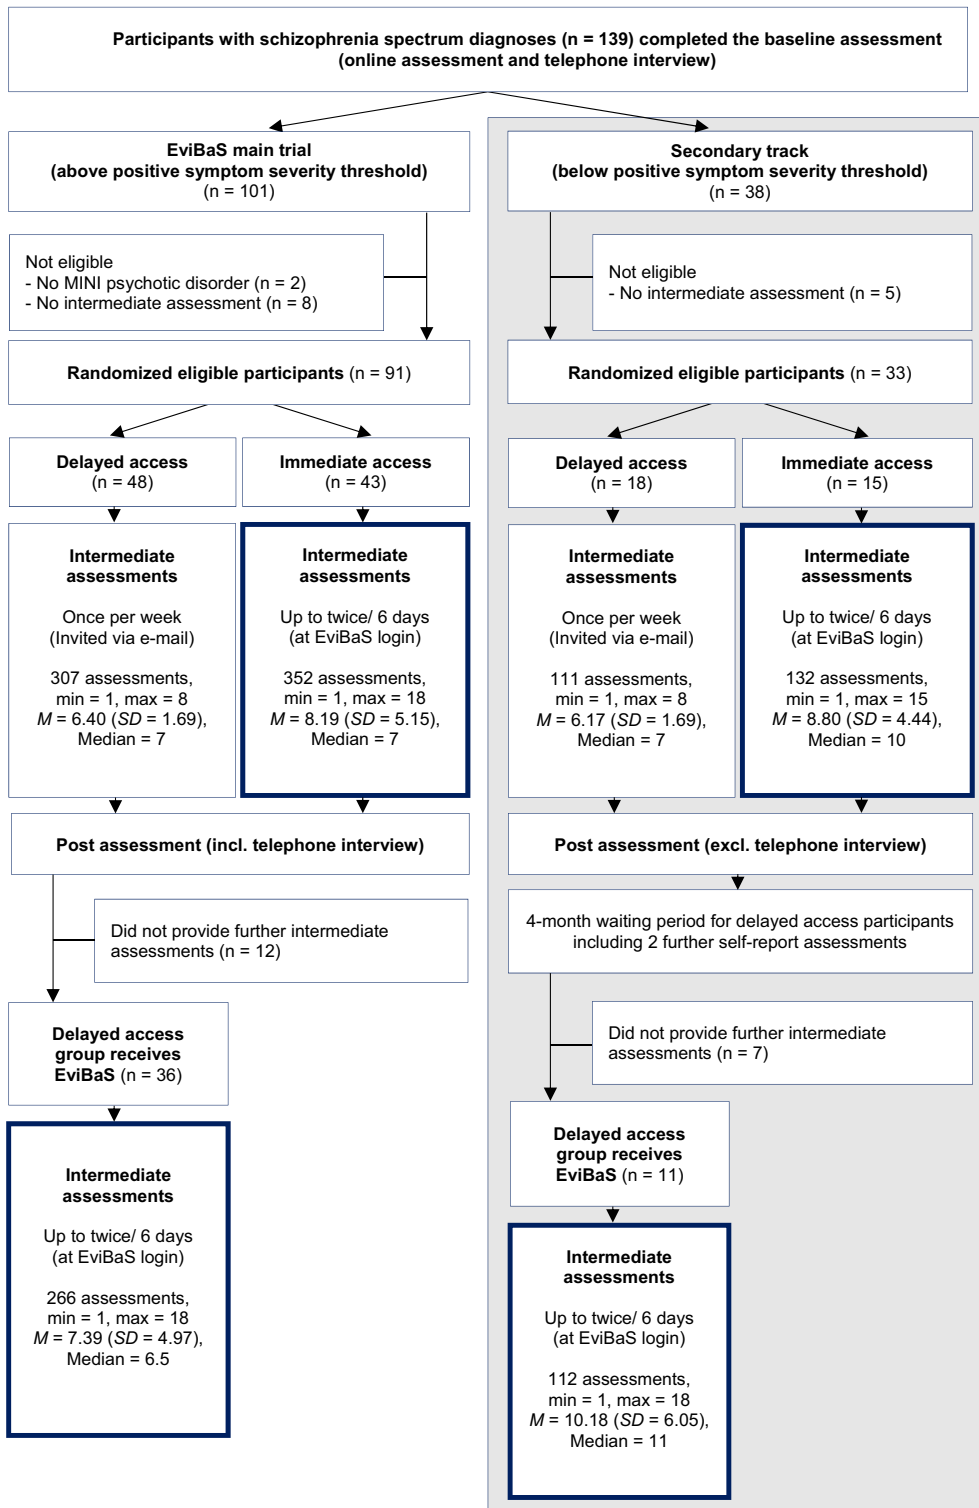 Participants with schizophrenia spectrum diagnoses (n = 139) completed the baseline assessment
(online assessment and telephone interview)
EviBaS main trial
(above positive symptom severity threshold)
(n = 101)
Secondary track
(below positive symptom severity threshold)
(n = 38)
Not eligible
- No MINI psychotic disorder (n = 2)
- No intermediate assessment (n = 8)
Not eligible
- No intermediate assessment (n = 5)
Randomized eligible participants (n = 91)
Randomized eligible participants (n = 33)
Delayed access
(n = 48)
Immediate access
(n = 43)
Delayed access
(n = 18)
Immediate access
(n = 15)
Intermediate
assessments
Once per week
(Invited via e-mail)
307 assessments,
min = 1, max = 8
M = 6.40 (SD = 1.69),
Median = 7
Intermediate
assessments
Up to twice/ 6 days
(at EviBaS login)
352 assessments,
min = 1, max = 18
M = 8.19 (SD = 5.15),
Median = 7
Intermediate
assessments
Once per week
(Invited via e-mail)
111 assessments,
min = 1, max = 8
M = 6.17 (SD = 1.69),
Median = 7
Intermediate
assessments
Up to twice/ 6 days
(at EviBaS login)
132 assessments,
min = 1, max = 15
M = 8.80 (SD = 4.44),
Median = 10
Post assessment (incl. telephone interview)
Post assessment (excl. telephone interview)
Did not provide further intermediate
assessments (n = 12)
4-month waiting period for delayed access participants
including 2 further self-report assessments
Delayed access
group receives
EviBaS (n = 36)
Did not provide further intermediate
assessments (n = 7)
Delayed access
group receives
EviBaS (n = 11)
Intermediate
assessments
Up to twice/ 6 days
(at EviBaS login)
266 assessments,
min = 1, max = 18
M = 7.39 (SD = 4.97),
Median = 6.5
Intermediate
assessments
Up to twice/ 6 days
(at EviBaS login)
112 assessments,
min = 1, max = 18
M = 10.18 (SD = 6.05),
Median = 11